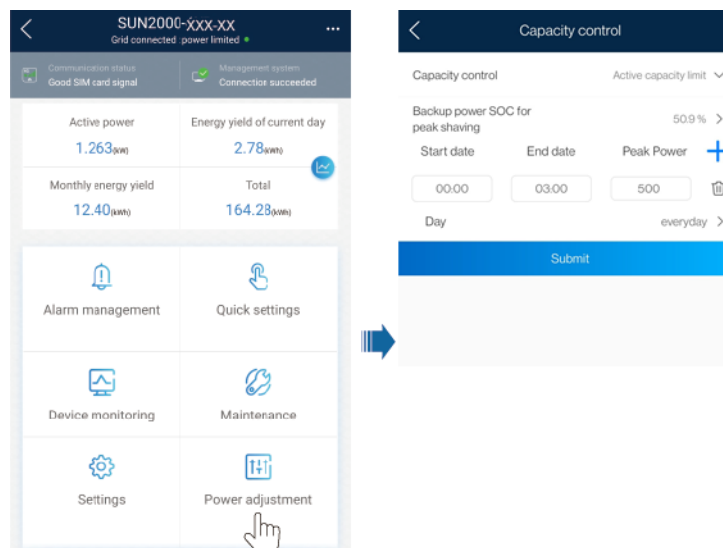 SUN2000-XXX-XX
Grid connected :power limited
Communication status
Good SIM card signal
Management system
Connection succeeded
Active power
1.263(kW)
Energy yield of current day
2.78(kWh)
Monthly energy yield
12.40(kWh)
Total
164.28(kWh)
Alarm management
Quick settings
Device monitoring
Maintenance
Settings
Power adjustment
Capacity control
Capacity control
Active capacity limit
Backup power SOC for
peak shaving
50.9 %
Start date End date Peak Power
00:00 03:00 500
Day
everyday
Submit